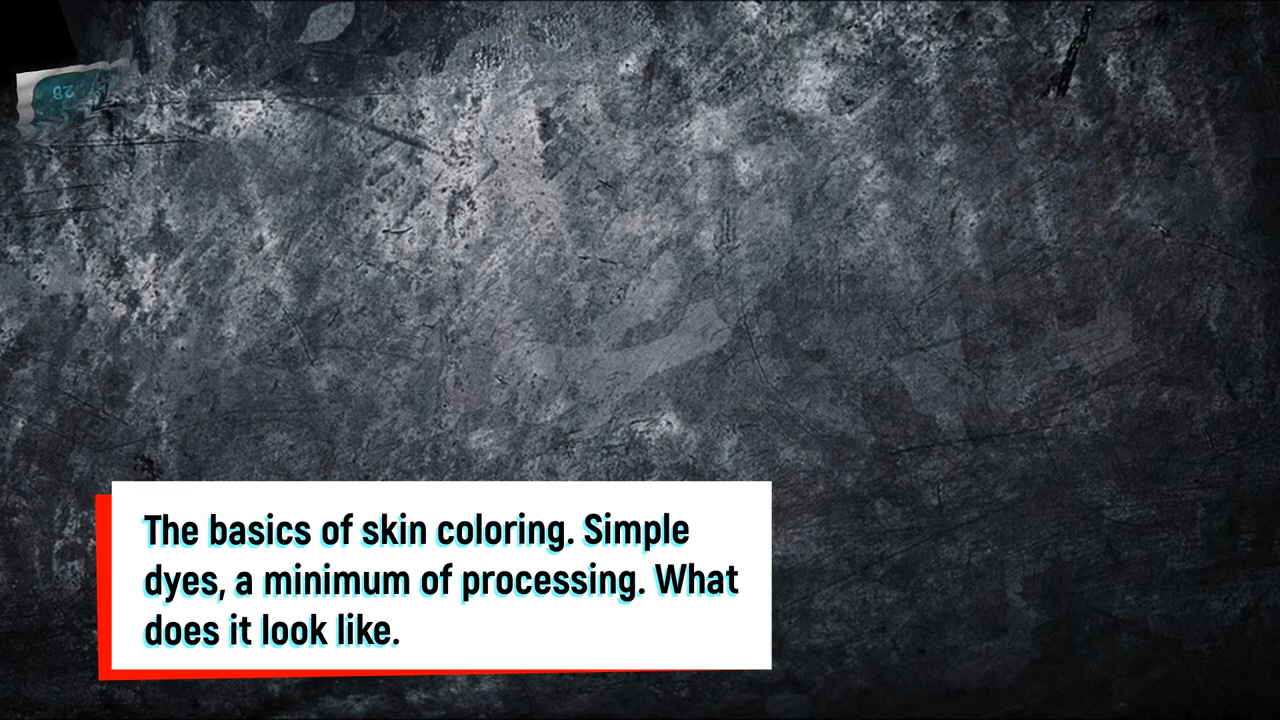 The basics of skin coloring. Simple
dyes, a minimum of processing. What
does it look like.